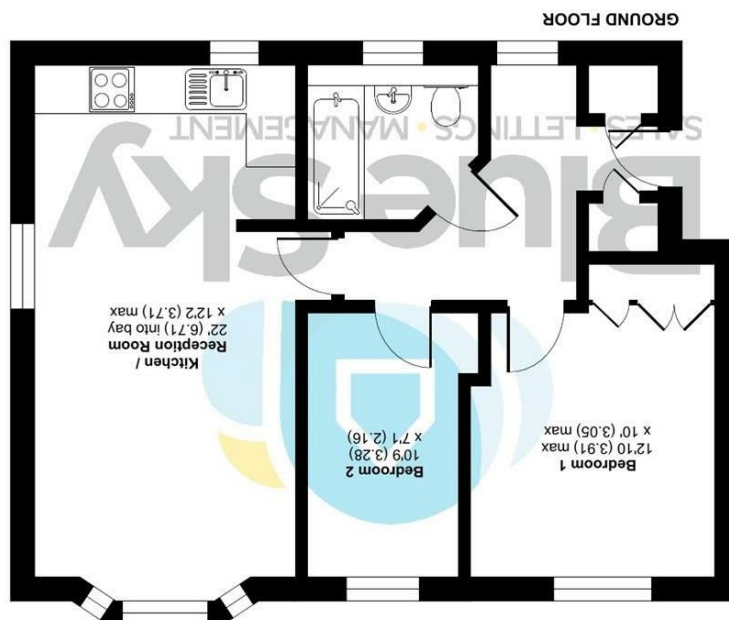 Bedroom 1
12'10 (3.91) max
x 10' (3.05) max
Bedroom 2
10'9 (3.28)
x 7'1 (2.16)
Kitchen /
Reception Room
22' (6.71) into bay
x 12'2 (3.71) max
Blue Sky
SALES · LETTINGS · MANAGEMENT
GROUND FLOOR